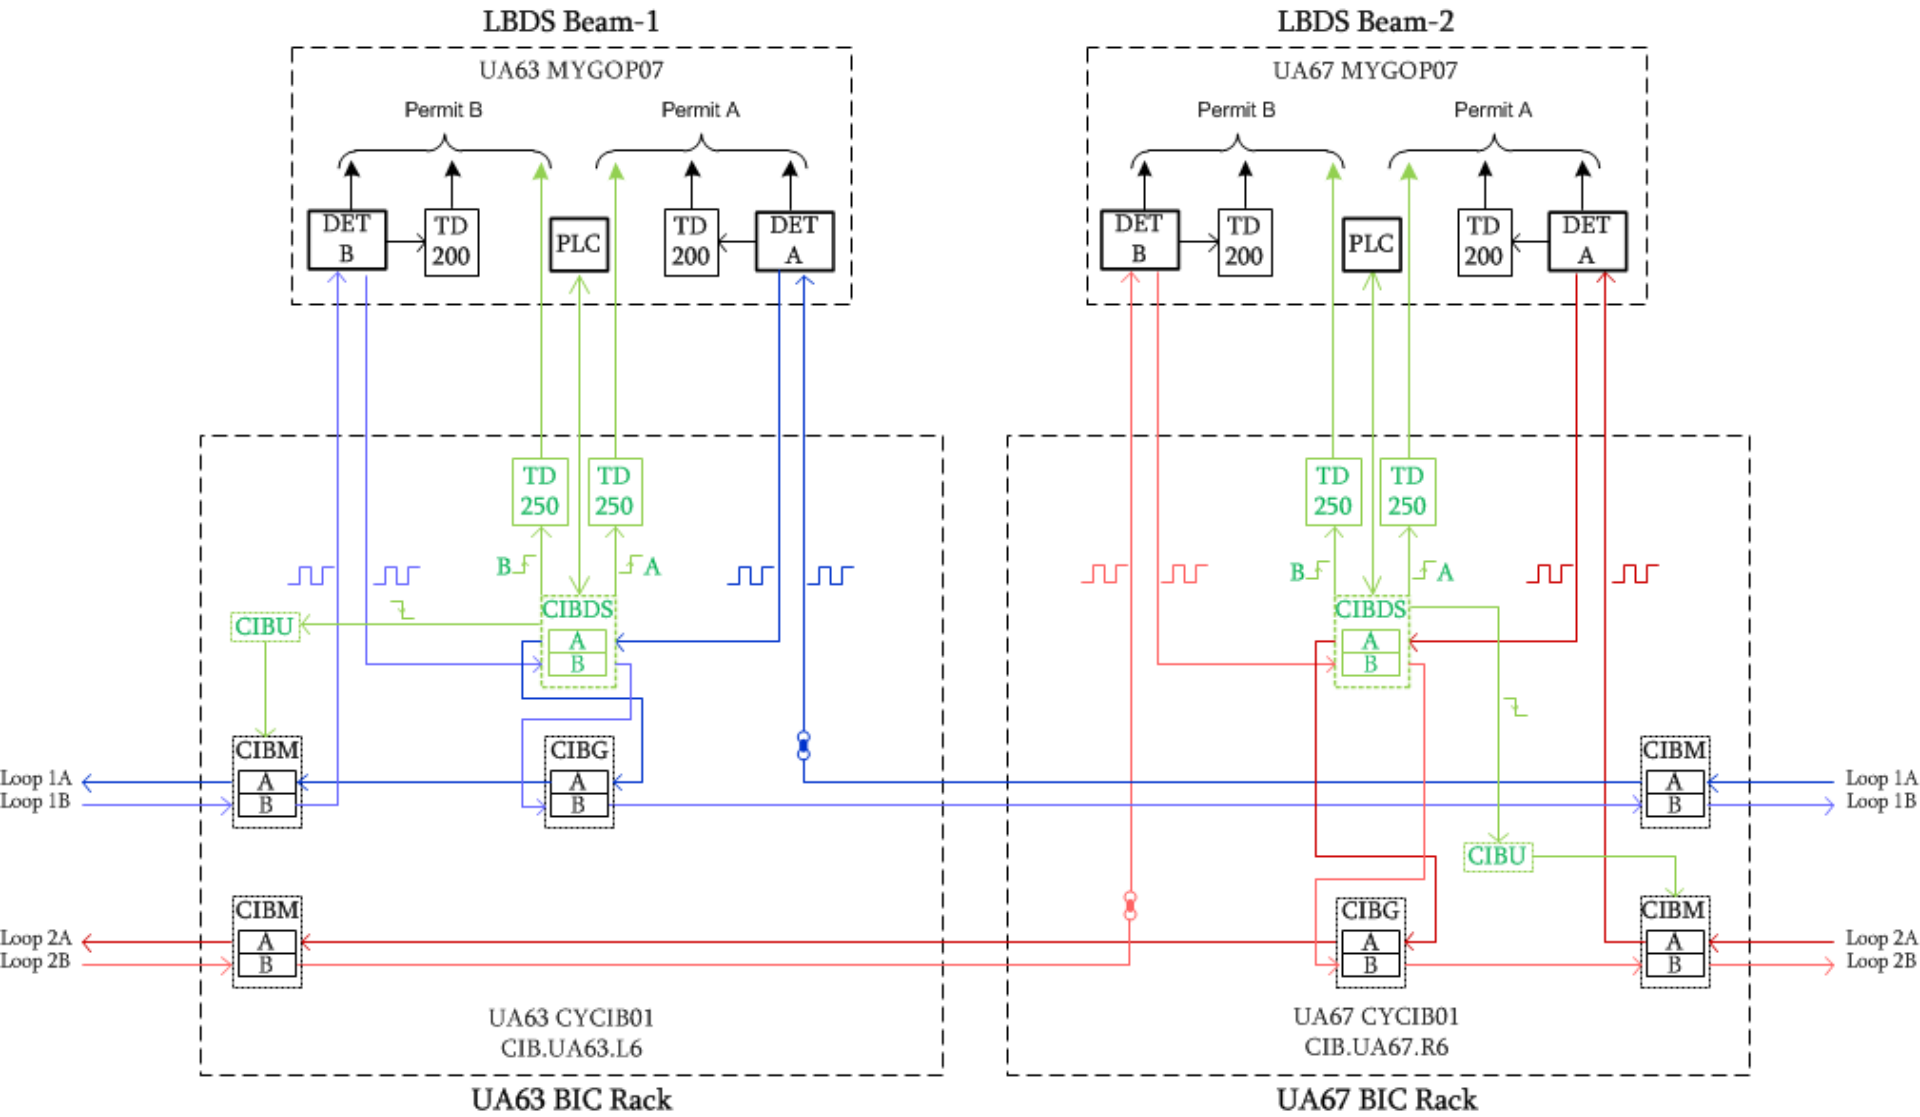 LBDS Beam-1
LBDS Beam-2
UA63 MYGOP07
UA67 MYGOP07
Permit B
Permit A
Permit B
Permit A
DET
B
TD
200
PLC
TD
200
DET
A
DET
B
TD
200
PLC
TD
200
DET
A
TD
250
TD
250
TD
250
TD
250
B
A
B
A
CIBU
CIBDS
A
B
CIBDS
A
B
CIBM
A
B
CIBG
A
B
CIBM
A
B
Loop 1A
Loop 1B
Loop 1A
Loop 1B
CIBU
CIBM
A
B
CIBG
A
B
CIBM
A
B
Loop 2A
Loop 2B
Loop 2A
Loop 2B
UA63 CYCIB01
CIB.UA63.L6
UA67 CYCIB01
CIB.UA67.R6
UA63 BIC Rack
UA67 BIC Rack